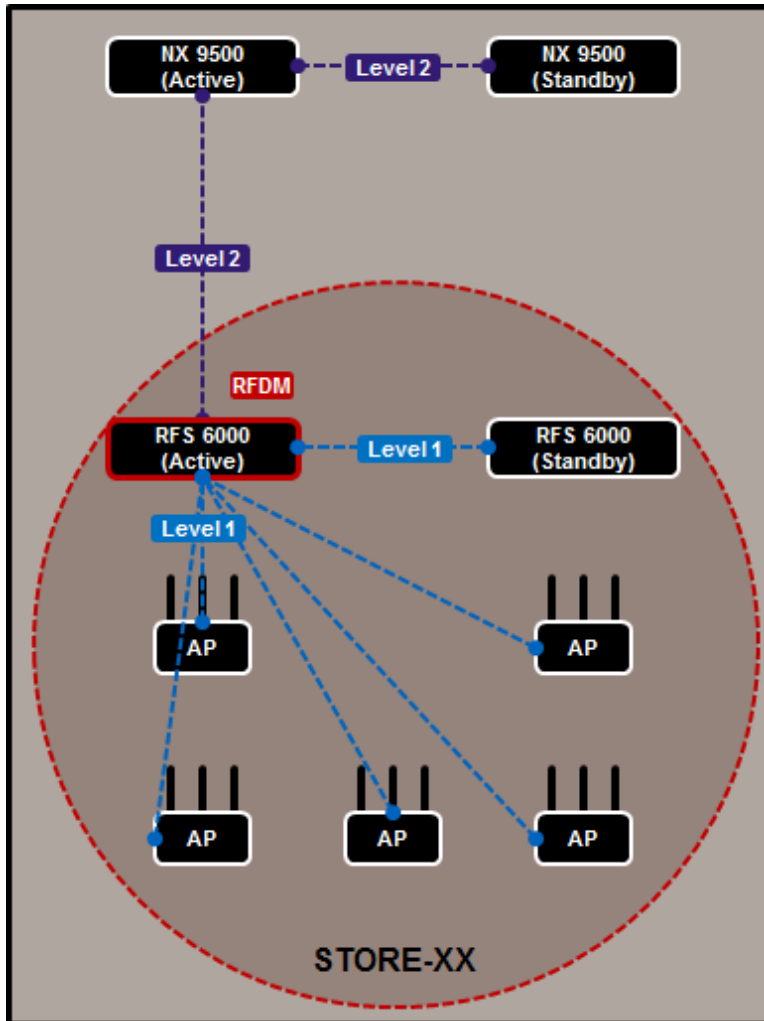 NX 9500
(Active)
Level 2
NX 9500
(Standby)
Level 2
RFDM
RFS 6000
(Active)
Level 1
RFS 6000
(Standby)
Level 1
AP
AP
AP
AP
AP
STORE-XX